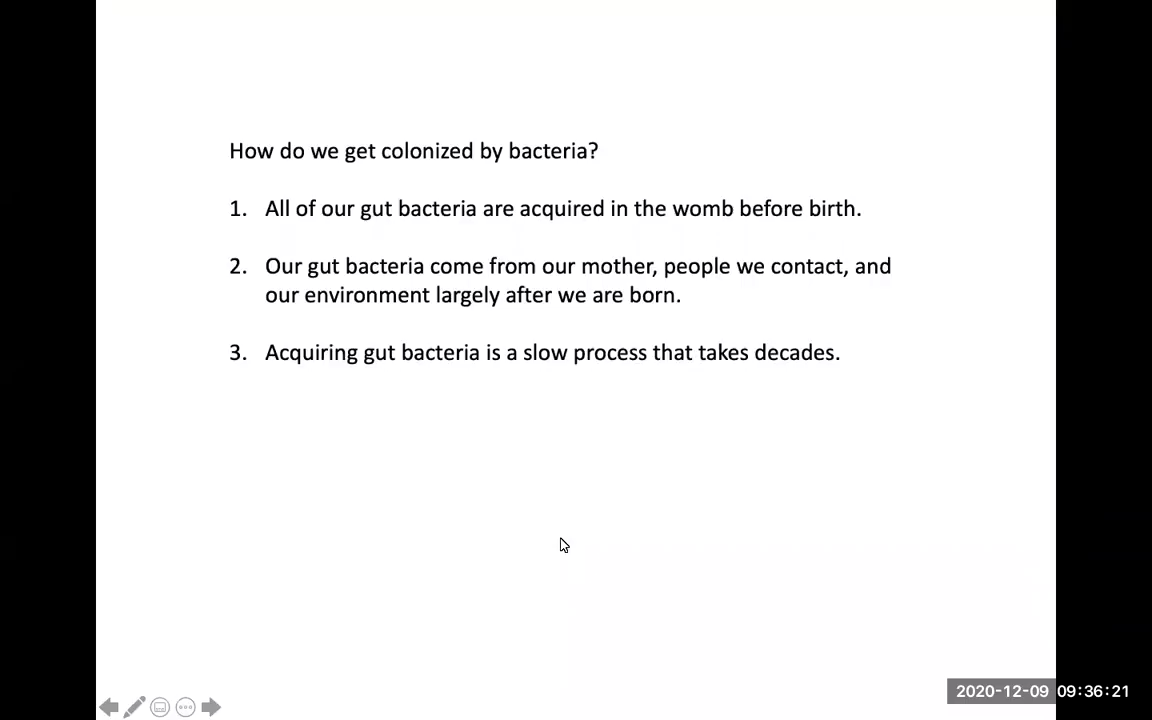 How do we get colonized by bacteria?
1. All of our gut bacteria are acquired in the womb before birth.
2. Our gut bacteria come from our mother, people we contact, and
our environment largely after we are born.
3. Acquiring gut bacteria is a slow process that takes decades.
2020-12-09 09:36:21